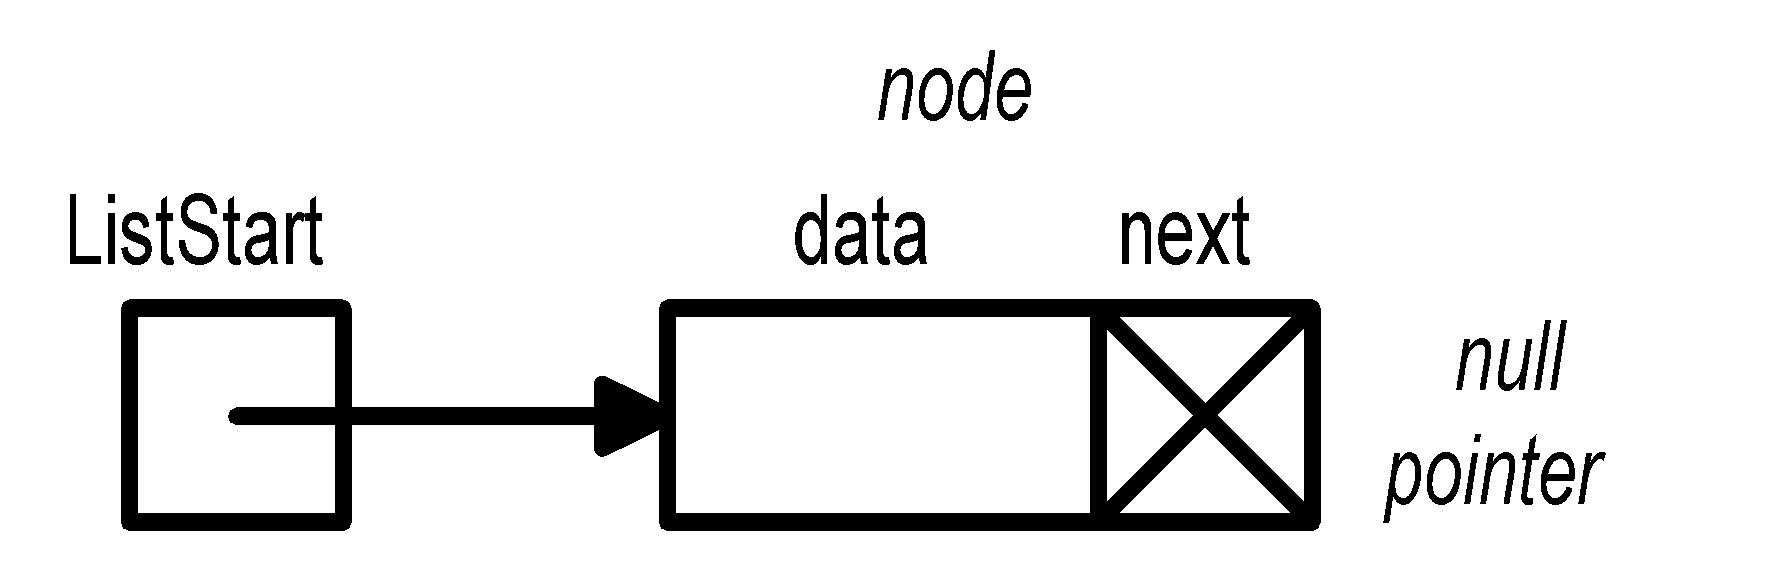 node
ListStart
data
next
null
pointer